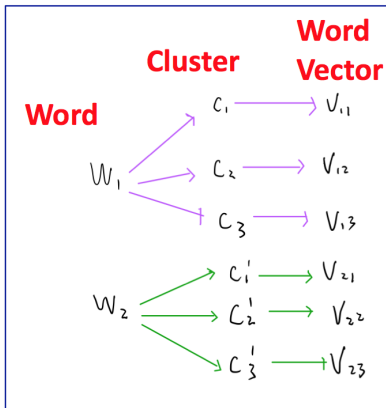 Word
Cluster
Word
Vector
W₁
C₁
V₁₁
C₂
V₁₂
C₃
V₁₃
W₂
C₁'
V₂₁
C₂'
V₂₂
C₃'
V₂₃